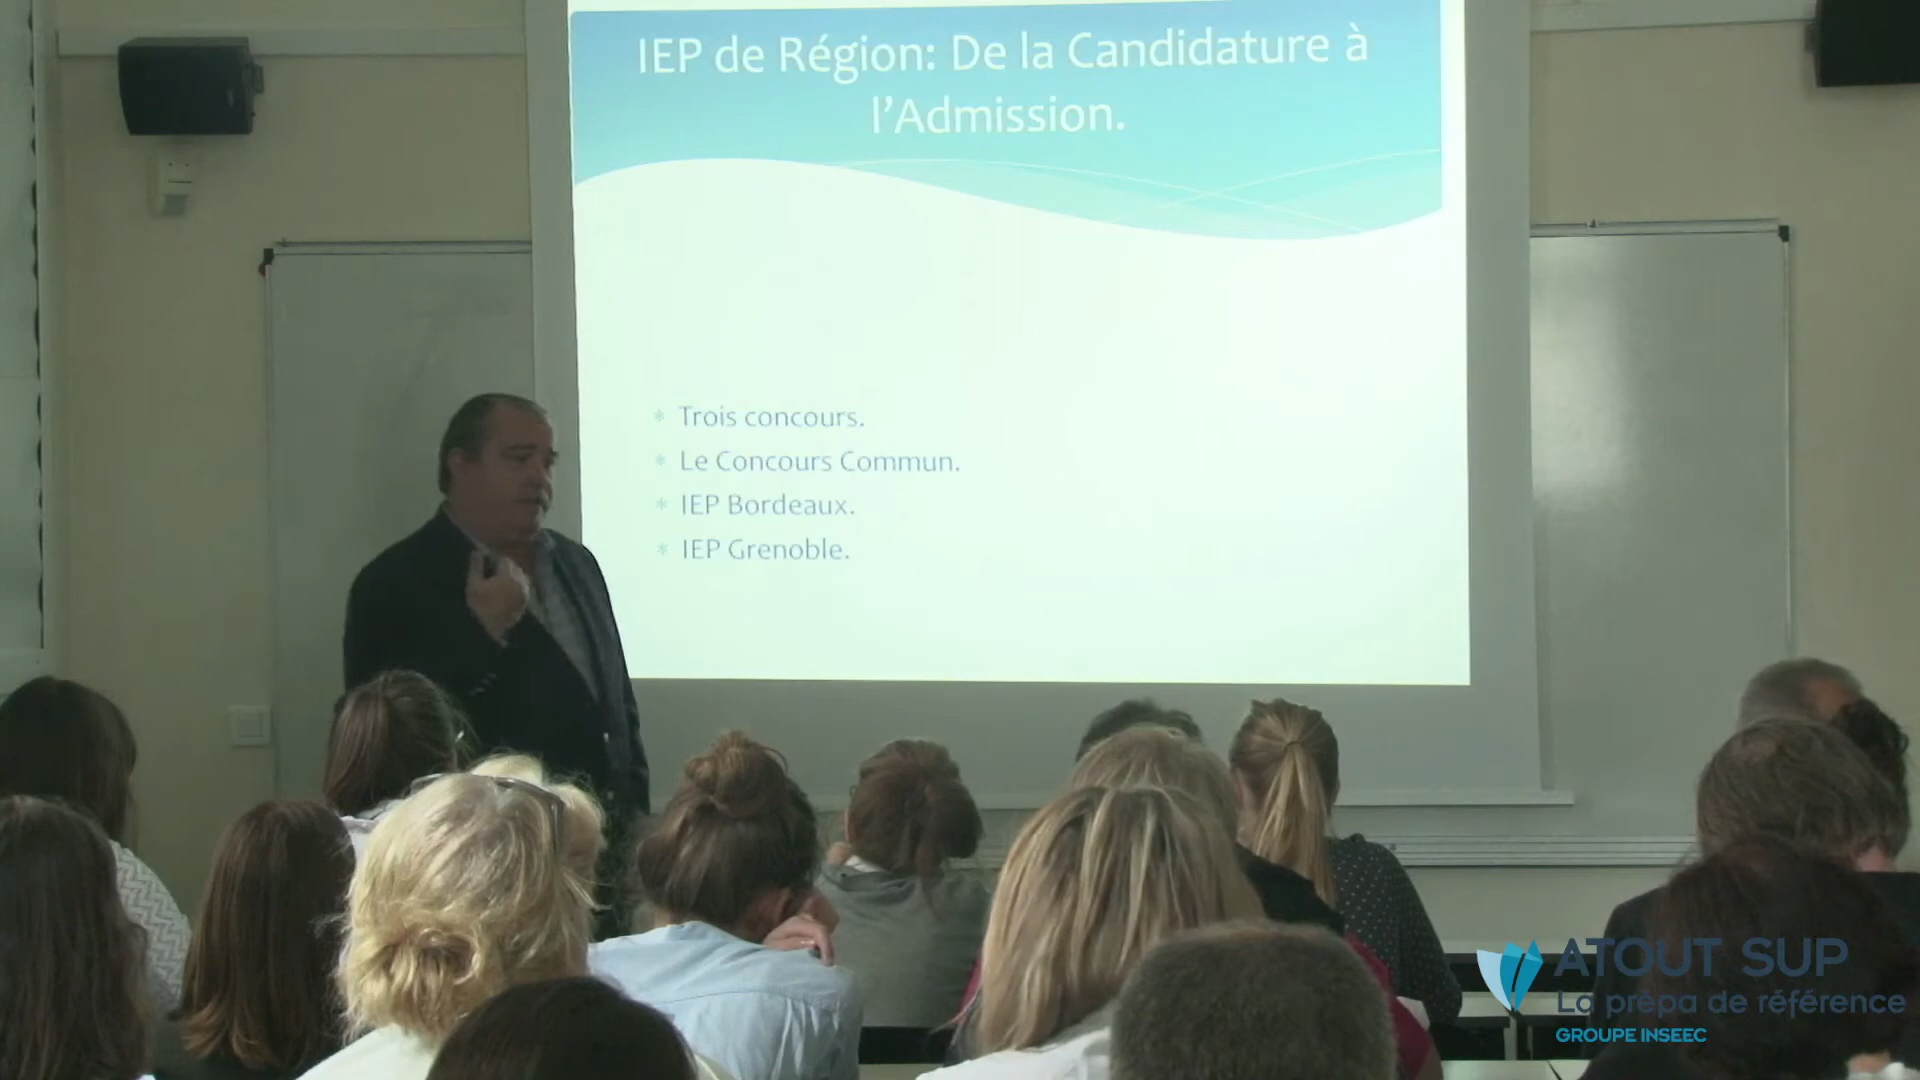 IEP de Région: De la Candidature à
l'Admission.
* Trois concours.
* Le Concours Commun.
* IEP Bordeaux.
* IEP Grenoble.
ATOUT SUP
La prépa de référence
GROUPE INSEEC